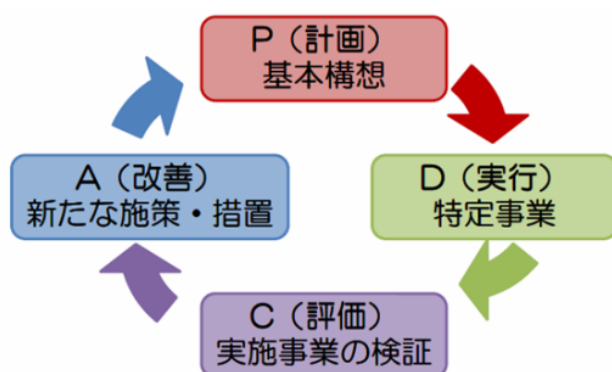 P（計画）
基本構想
D（実行）
特定事業
C（評価）
実施事業の検証
A（改善）
新たな施策・措置